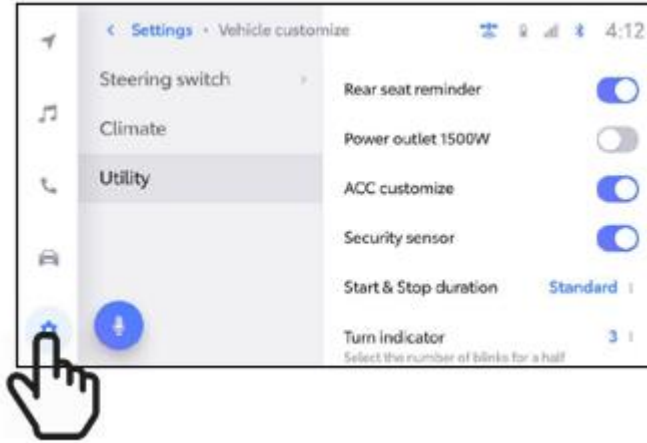 < Settings • Vehicle customize 4:12
Steering switch >
Climate
Utility
Rear seat reminder
Power outlet 1500W
ACC customize
Security sensor
Start & Stop duration Standard
Turn indicator 3
Select the number of blinks for a half